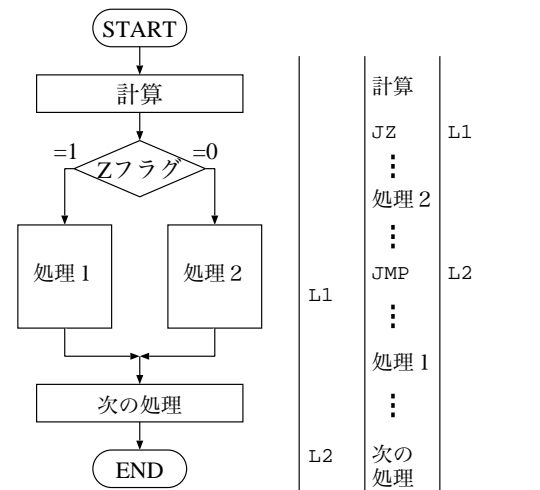 START
計算
=1
=0
Zフラグ
処理1
処理2
次の処理
END
計算
JZ L1
処理2
JMP L2
L1
処理1
L2 次の
処理